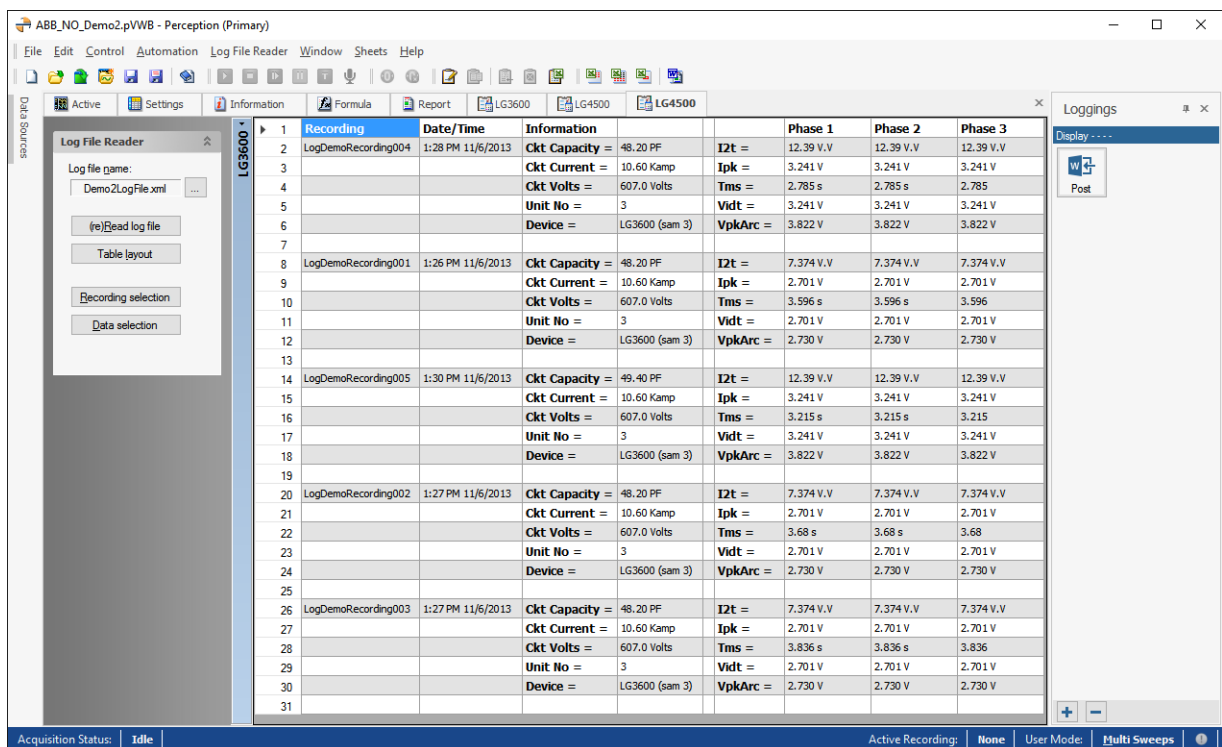 ABB_NO_Demo2.pVWB - Perception (Primary)
File Edit Control Automation Log File Reader Window Sheets Help
Active Settings Information Formula Report LG3600 LG4500 LG4500
Data Sources
Log File Reader
Log file name:
Demo2LogFile.xml ...
(re)Read log file
Table layout
Recording selection
Data selection
LG3600
1 Recording Date/Time Information Phase 1 Phase 2 Phase 3
2 LogDemoRecording004 1:28 PM 11/6/2013 Ckt Capacity = 48.20 PF I2t = 12.39 V.V 12.39 V.V 12.39 V.V
3 Ckt Current = 10.60 Kamp Ipk = 3.241 V 3.241 V 3.241 V
4 Ckt Volts = 607.0 Volts Tms = 2.785 s 2.785 s 2.785
5 Unit No = 3 Vidt = 3.241 V 3.241 V 3.241 V
6 Device = LG3600 (sam 3) VpkArc = 3.822 V 3.822 V 3.822 V
7
8 LogDemoRecording001 1:26 PM 11/6/2013 Ckt Capacity = 48.20 PF I2t = 7.374 V.V 7.374 V.V 7.374 V.V
9 Ckt Current = 10.60 Kamp Ipk = 2.701 V 2.701 V 2.701 V
10 Ckt Volts = 607.0 Volts Tms = 3.596 s 3.596 s 3.596
11 Unit No = 3 Vidt = 2.701 V 2.701 V 2.701 V
12 Device = LG3600 (sam 3) VpkArc = 2.730 V 2.730 V 2.730 V
13
14 LogDemoRecording005 1:30 PM 11/6/2013 Ckt Capacity = 49.40 PF I2t = 12.39 V.V 12.39 V.V 12.39 V.V
15 Ckt Current = 10.60 Kamp Ipk = 3.241 V 3.241 V 3.241 V
16 Ckt Volts = 607.0 Volts Tms = 3.215 s 3.215 s 3.215
17 Unit No = 3 Vidt = 3.241 V 3.241 V 3.241 V
18 Device = LG3600 (sam 3) VpkArc = 3.822 V 3.822 V 3.822 V
19
20 LogDemoRecording002 1:27 PM 11/6/2013 Ckt Capacity = 48.20 PF I2t = 7.374 V.V 7.374 V.V 7.374 V.V
21 Ckt Current = 10.60 Kamp Ipk = 2.701 V 2.701 V 2.701 V
22 Ckt Volts = 607.0 Volts Tms = 3.68 s 3.68 s 3.68
23 Unit No = 3 Vidt = 2.701 V 2.701 V 2.701 V
24 Device = LG3600 (sam 3) VpkArc = 2.730 V 2.730 V 2.730 V
25
26 LogDemoRecording003 1:27 PM 11/6/2013 Ckt Capacity = 48.20 PF I2t = 7.374 V.V 7.374 V.V 7.374 V.V
27 Ckt Current = 10.60 Kamp Ipk = 2.701 V 2.701 V 2.701 V
28 Ckt Volts = 607.0 Volts Tms = 3.836 s 3.836 s 3.836
29 Unit No = 3 Vidt = 2.701 V 2.701 V 2.701 V
30 Device = LG3600 (sam 3) VpkArc = 2.730 V 2.730 V 2.730 V
31
Loggings
Display - - - -
Post
Acquisition Status: Idle Active Recording: None User Mode: Multi Sweeps